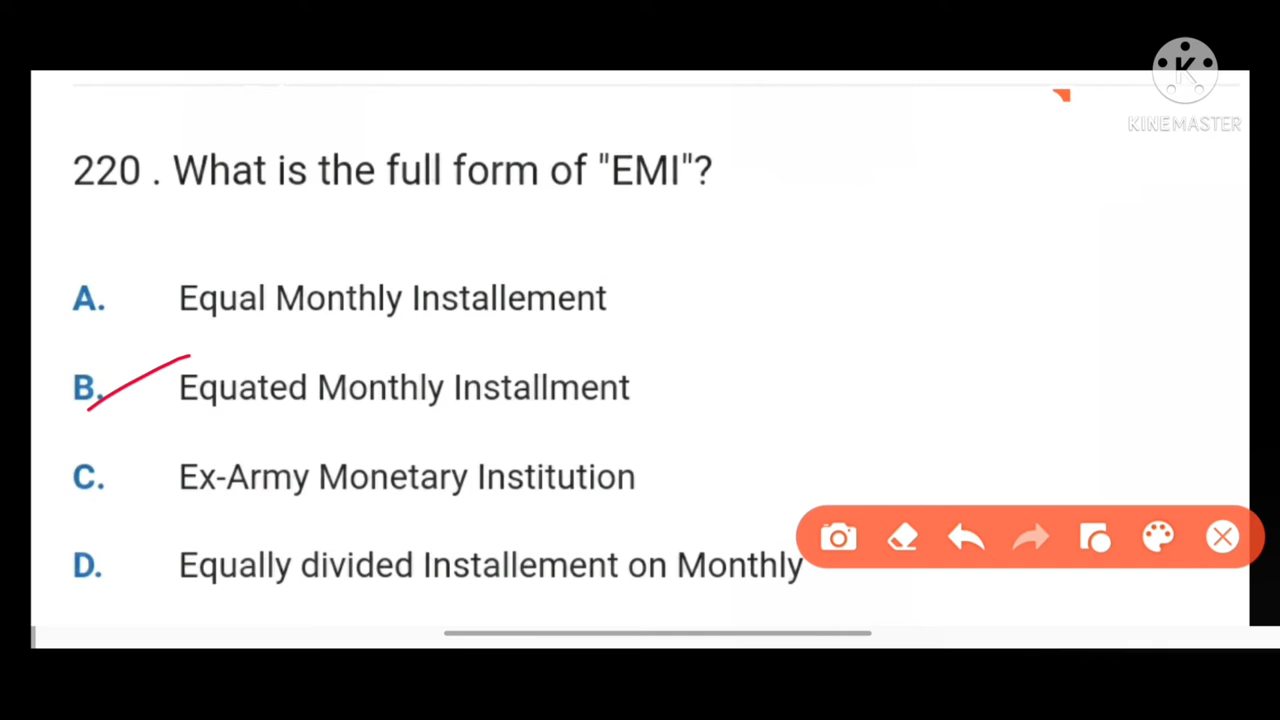 KINEMASTER
220 . What is the full form of "EMI"?
A. Equal Monthly Installement
B. Equated Monthly Installment
C. Ex-Army Monetary Institution
D. Equally divided Installement on Monthly